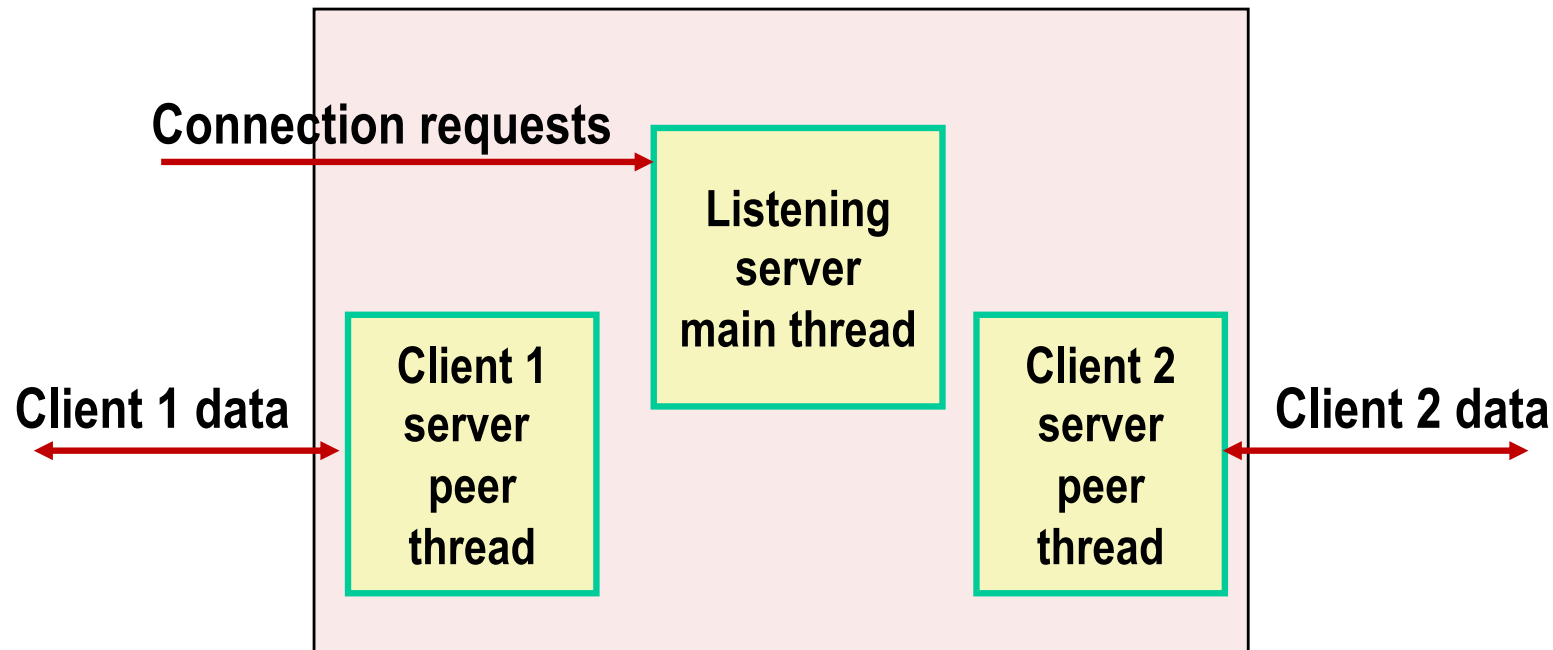 Connection requests
Listening
server
main thread
Client 1 data
Client 1
server
peer
thread
Client 2
server
peer
thread
Client 2 data